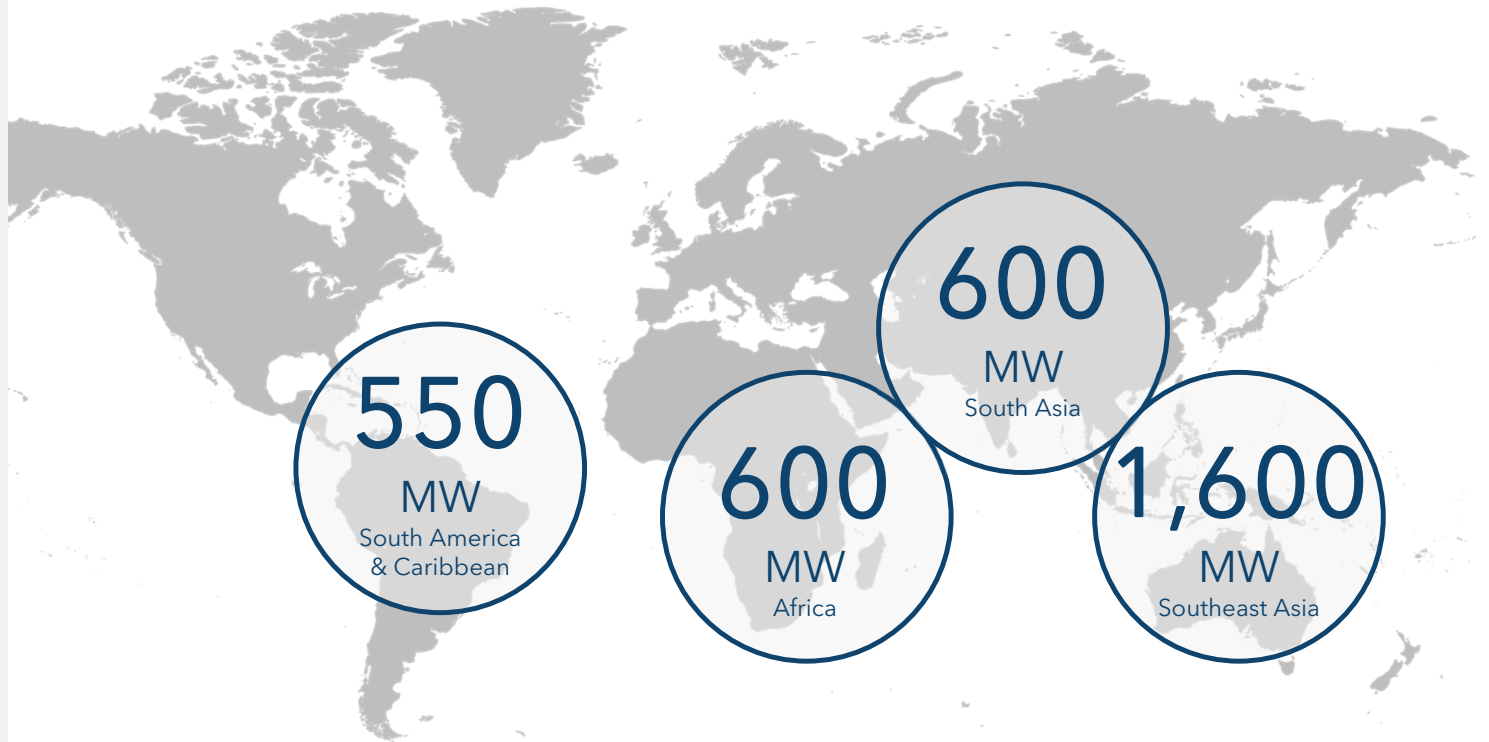 550
MW
South America
& Caribbean
600
MW
Africa
600
MW
South Asia
1,600
MW
Southeast Asia